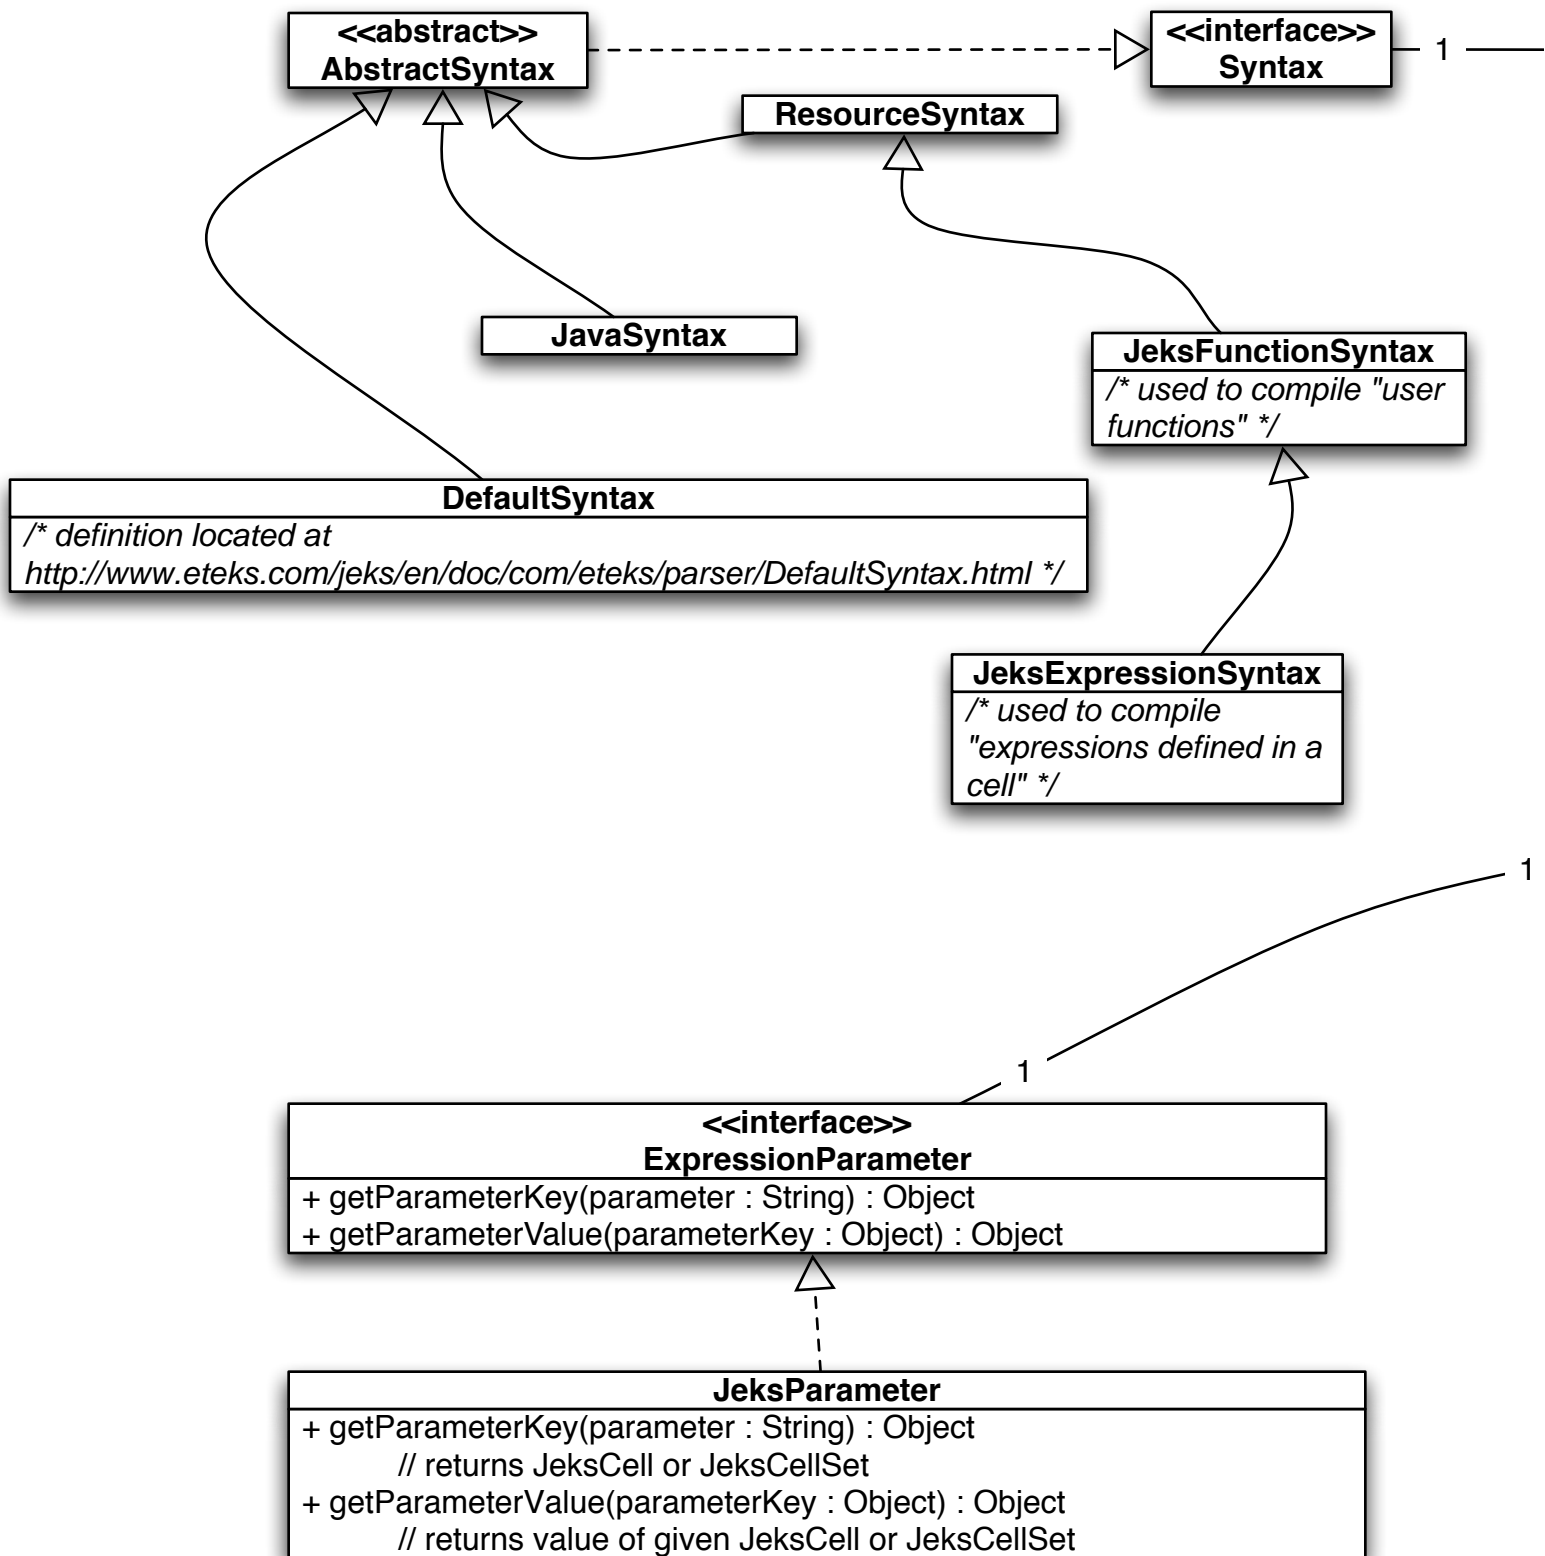 <<abstract>>
AbstractSyntax
<<interface>>
Syntax
1
ResourceSyntax
JavaSyntax
JeksFunctionSyntax
/* used to compile "user
functions" */
DefaultSyntax
/* definition located at
http://www.eteks.com/jeks/en/doc/com/eteks/parser/DefaultSyntax.html */
JeksExpressionSyntax
/* used to compile
"expressions defined in a
cell" */
1
1
<<interface>>
ExpressionParameter
+ getParameterKey(parameter : String) : Object
+ getParameterValue(parameterKey : Object) : Object
JeksParameter
+ getParameterKey(parameter : String) : Object
// returns JeksCell or JeksCellSet
+ getParameterValue(parameterKey : Object) : Object
// returns value of given JeksCell or JeksCellSet